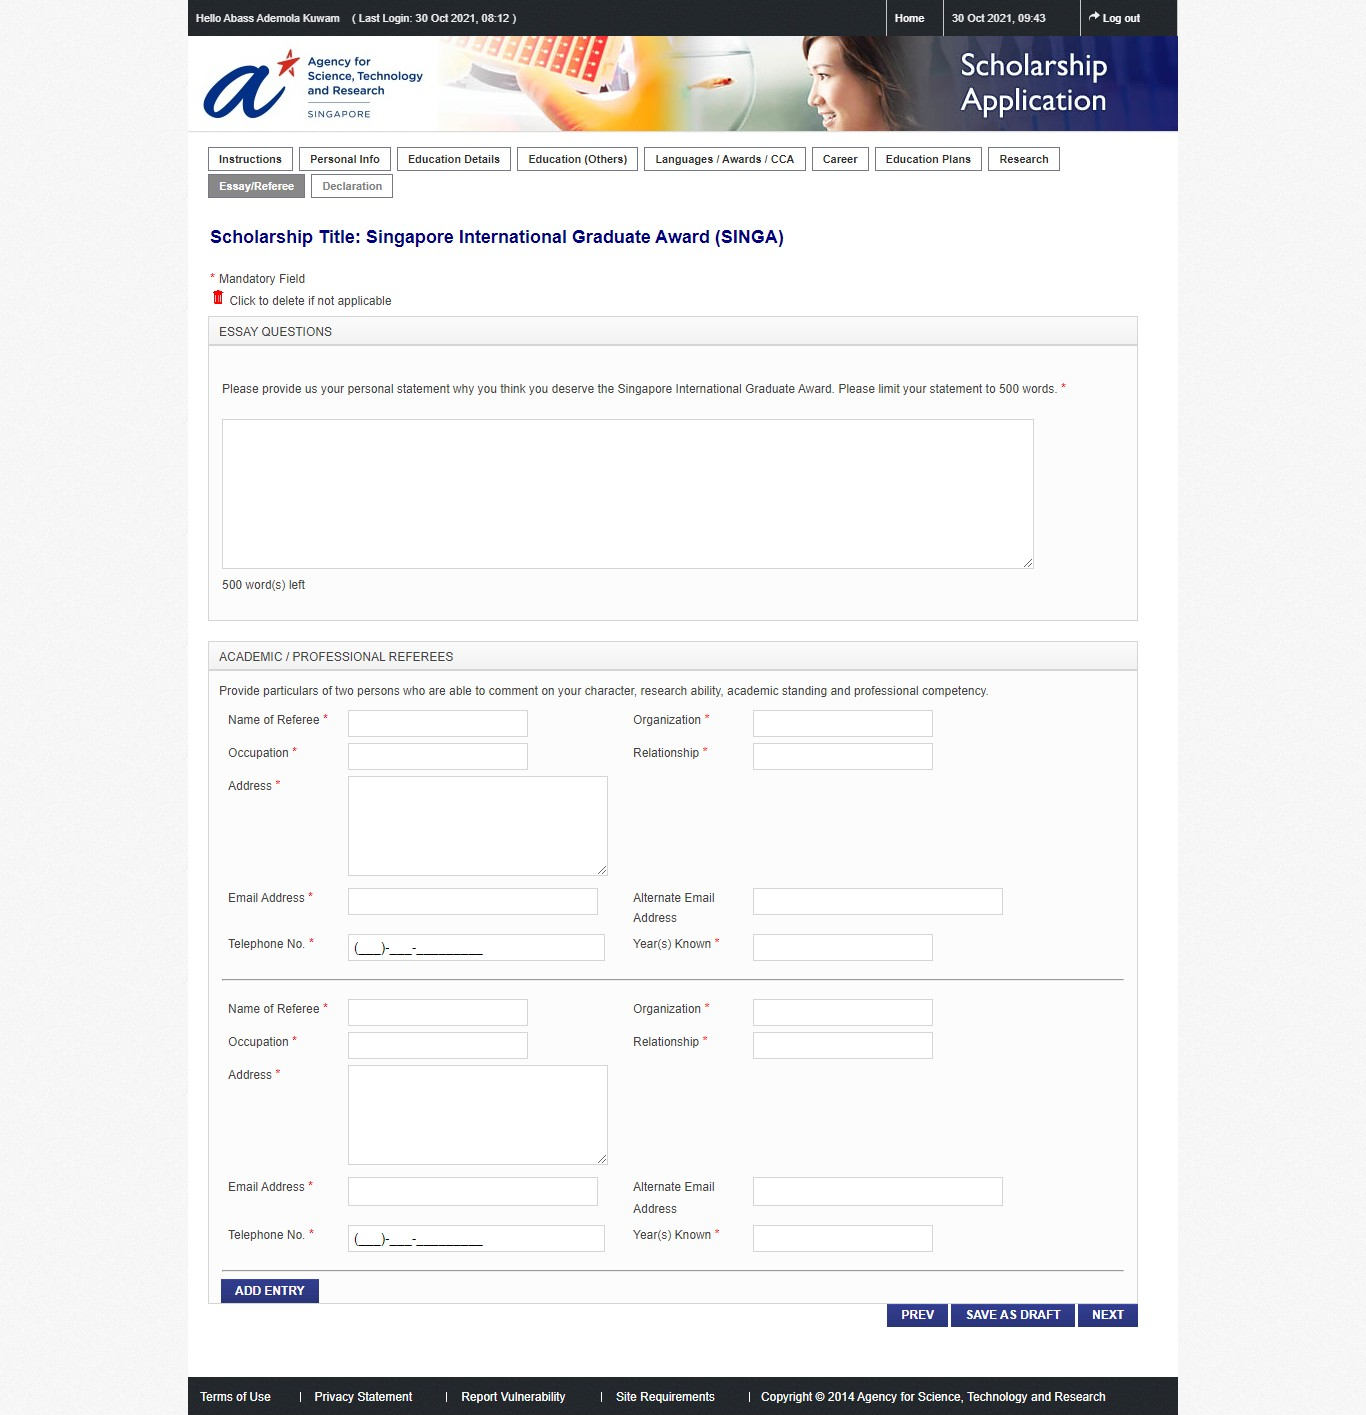 Hello Abass Ademola Kuwam ( Last Login: 30 Oct 2021, 08:12 ) Home 30 Oct 2021, 09:43 Log out
a
Agency for
Science, Technology
and Research
SINGAPORE
Scholarship
Application
Instructions Personal Info Education Details Education (Others) Languages / Awards / CCA Career Education Plans Research
Essay/Referee Declaration
Scholarship Title: Singapore International Graduate Award (SINGA)
* Mandatory Field
Click to delete if not applicable
ESSAY QUESTIONS
Please provide us your personal statement why you think you deserve the Singapore International Graduate Award. Please limit your statement to 500 words. *
500 word(s) left
ACADEMIC / PROFESSIONAL REFEREES
Provide particulars of two persons who are able to comment on your character, research ability, academic standing and professional competency.
Name of Referee * Organization *
Occupation * Relationship *
Address *
Email Address * Alternate Email
Address
Telephone No. * (___)-___-_________ Year(s) Known *
Name of Referee * Organization *
Occupation * Relationship *
Address *
Email Address * Alternate Email
Address
Telephone No. * (___)-___-_________ Year(s) Known *
ADD ENTRY
PREV SAVE AS DRAFT NEXT
Terms of Use | Privacy Statement | Report Vulnerability | Site Requirements | Copyright © 2014 Agency for Science, Technology and Research